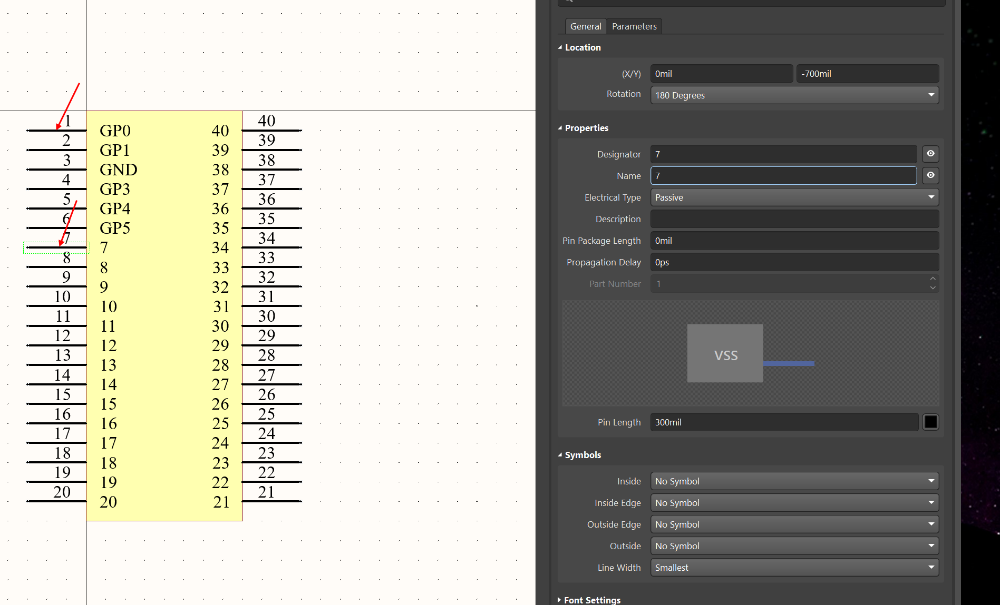 General Parameters
Location
(X/Y) 0mil -700mil
Rotation 180 Degrees
Properties
Designator 7
Name 7
Electrical Type Passive
Description
Pin Package Length 0mil
Propagation Delay 0ps
Part Number 1
VSS
Pin Length 300mil
Symbols
Inside No Symbol
Inside Edge No Symbol
Outside Edge No Symbol
Outside No Symbol
Line Width Smallest
Font Settings
1 GP0 40 40
2 GP1 39 39
3 GND 38 38
4 GP3 37 37
5 GP4 36 36
6 GP5 35 35
7 7 34 34
8 8 33 33
9 9 32 32
10 10 31 31
11 11 30 30
12 12 29 29
13 13 28 28
14 14 27 27
15 15 26 26
16 16 25 25
17 17 24 24
18 18 23 23
19 19 22 22
20 20 21 21